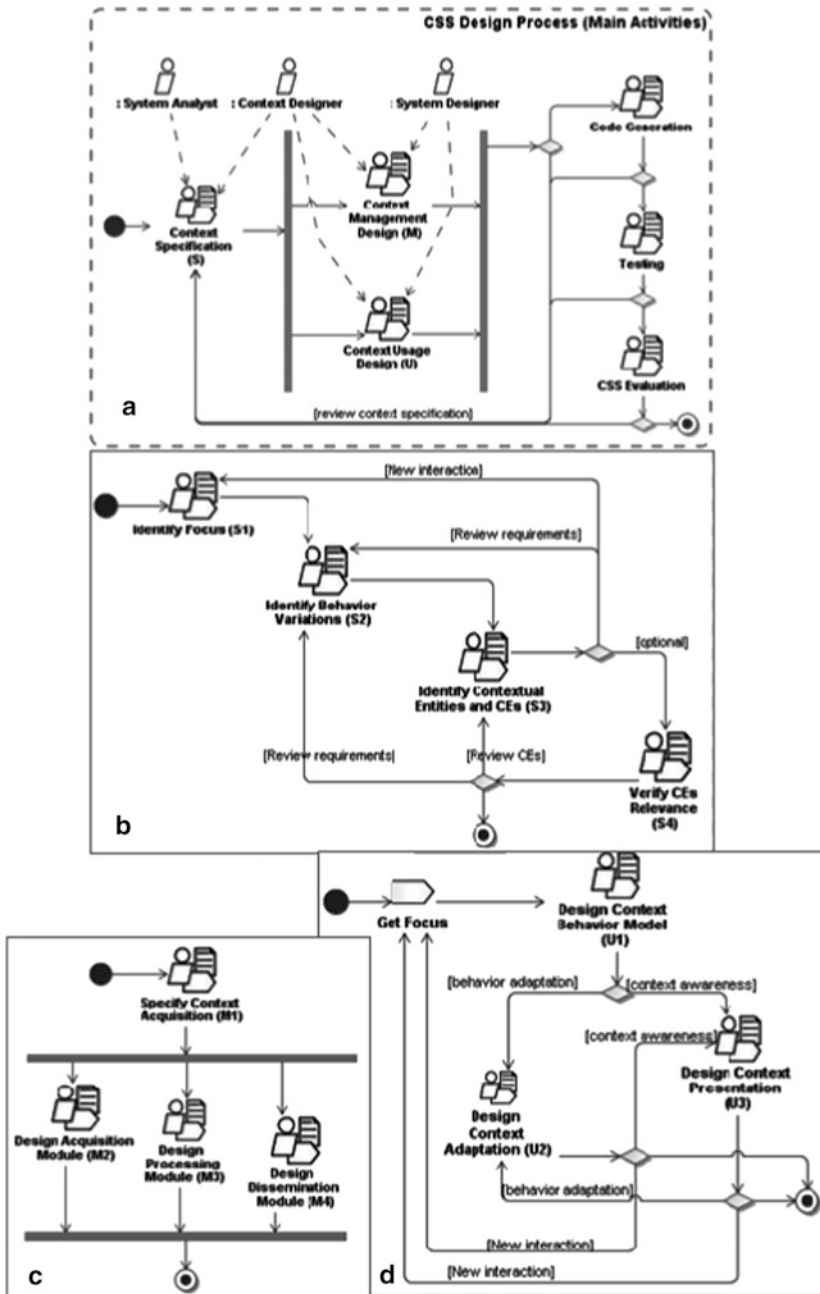 CSS Design Process (Main Activities)
: System Analyst
: Context Designer
: System Designer
Code Generation
Context
Management
Design (M)
Context
Specification
(S)
Testing
Context Usage
Design (U)
CSS Evaluation
[review context specification]
a
[New interaction]
Identify Focus (S1)
[Review requirements]
Identify Behavior
Variations (S2)
[optional]
Identify Contextual
Entities and CEs (S3)
[Review requirements]
[Review CEs]
Verify CEs
Relevance
(S4)
b
Get Focus
Design Context
Behavior Model
(U1)
[behavior adaptation]
[context awareness]
[context awareness]
Design Context
Presentation
(U3)
Design
Context
Adaptation (U2)
[behavior adaptation]
[New interaction]
[New interaction]
d
Specify Context
Acquisition (M1)
Design Acquisition
Module (M2)
Design
Processing
Module (M3)
Design
Dissemination
Module (M4)
c